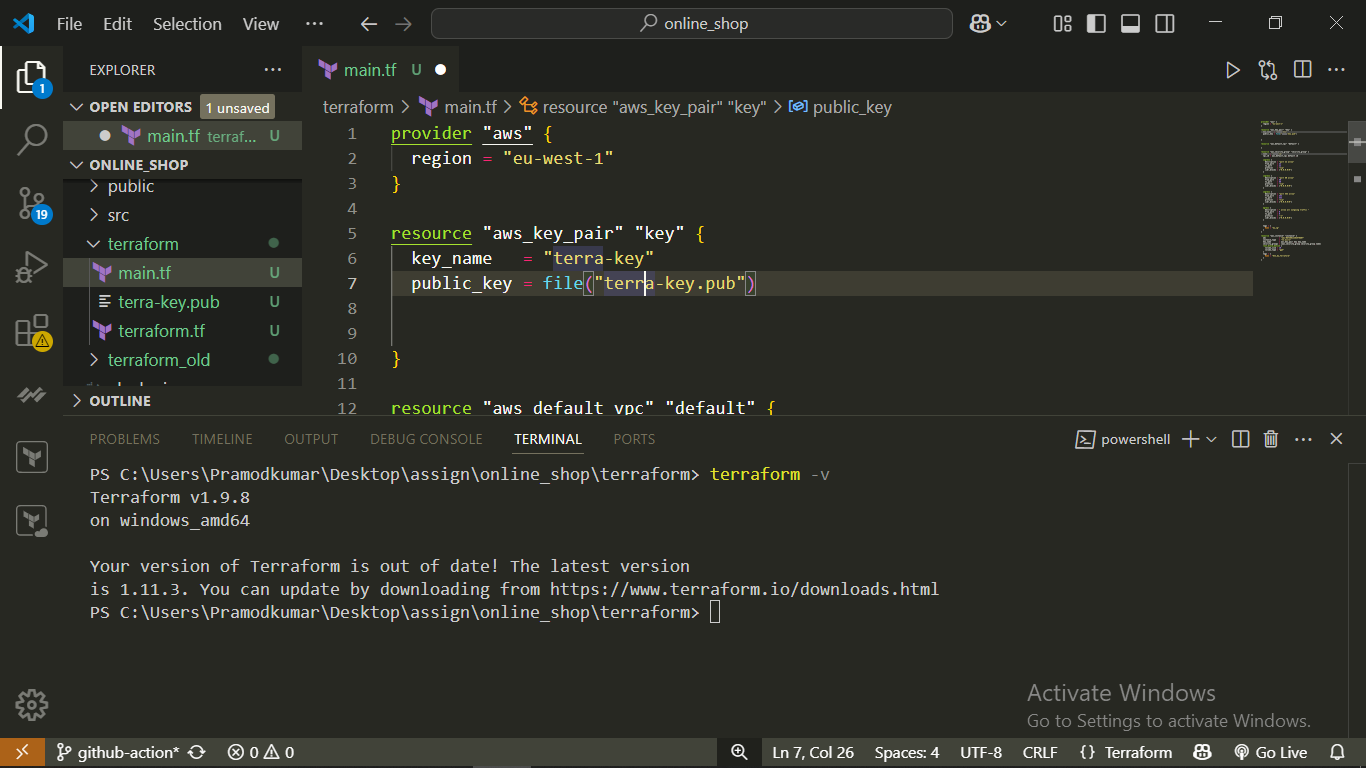 File Edit Selection View ··· online_shop
EXPLORER ···
main.tf U
OPEN EDITORS 1 unsaved
main.tf terraf... U
ONLINE_SHOP
public
src
terraform
main.tf U
terra-key.pub U
terraform.tf U
terraform_old
OUTLINE
1
19
terraform > main.tf > resource "aws_key_pair" "key" > public_key
1 provider "aws" {
2 region = "eu-west-1"
3 }
4
5 resource "aws_key_pair" "key" {
6 key_name = "terra-key"
7 public_key = file("terra-key.pub")
8
9
10 }
11
12 resource "aws_default_vpc" "default" {
PROBLEMS TIMELINE OUTPUT DEBUG CONSOLE TERMINAL PORTS powershell
PS C:\Users\Pramodkumar\Desktop\assign\online_shop\terraform> terraform -v
Terraform v1.9.8
on windows_amd64
Your version of Terraform is out of date! The latest version
is 1.11.3. You can update by downloading from https://www.terraform.io/downloads.html
PS C:\Users\Pramodkumar\Desktop\assign\online_shop\terraform>
Activate Windows
Go to Settings to activate Windows.
github-action* 0 0 Ln 7, Col 26 Spaces: 4 UTF-8 CRLF {} Terraform Go Live